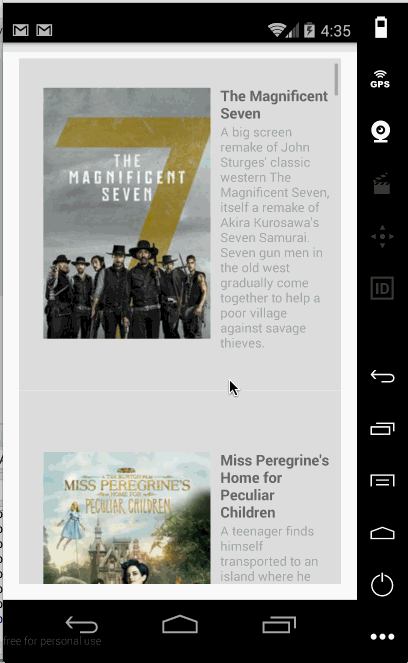 4:35
GPS
ID
THE
MAGNIFICENT
SEVEN
7
The Magnificent
Seven
A big screen
remake of John
Sturges' classic
western The
Magnificent Seven,
itself a remake of
Akira Kurosawa's
Seven Samurai.
Seven gun men in
the old west
gradually come
together to help a
poor village
against savage
thieves.
MISS PEREGRINE'S
HOME FOR
PECULIAR CHILDREN
Miss Peregrine's
Home for
Peculiar
Children
A teenager finds
himself
transported to an
island where he
free for personal use